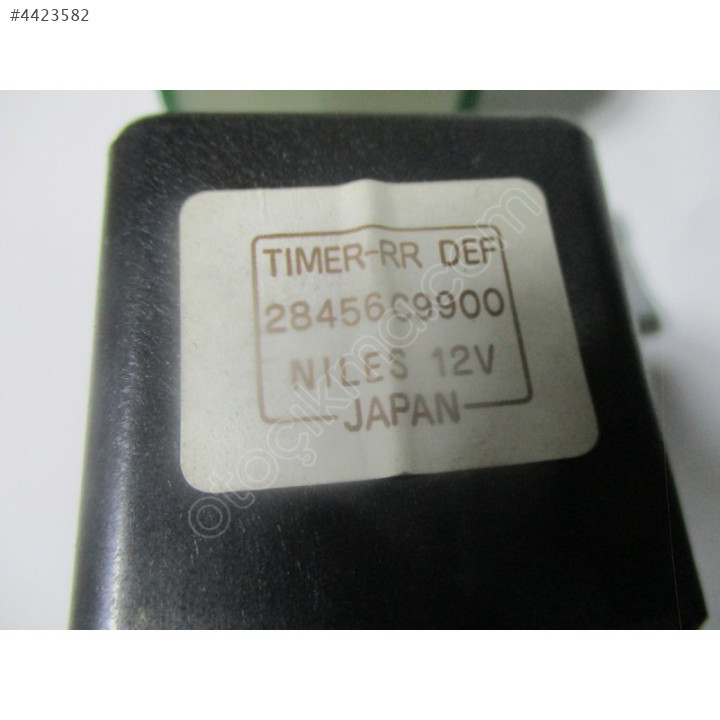 #4423582
TIMER-RR DEF
28456C9900
NILES 12V
JAPAN
otoçıkma.com